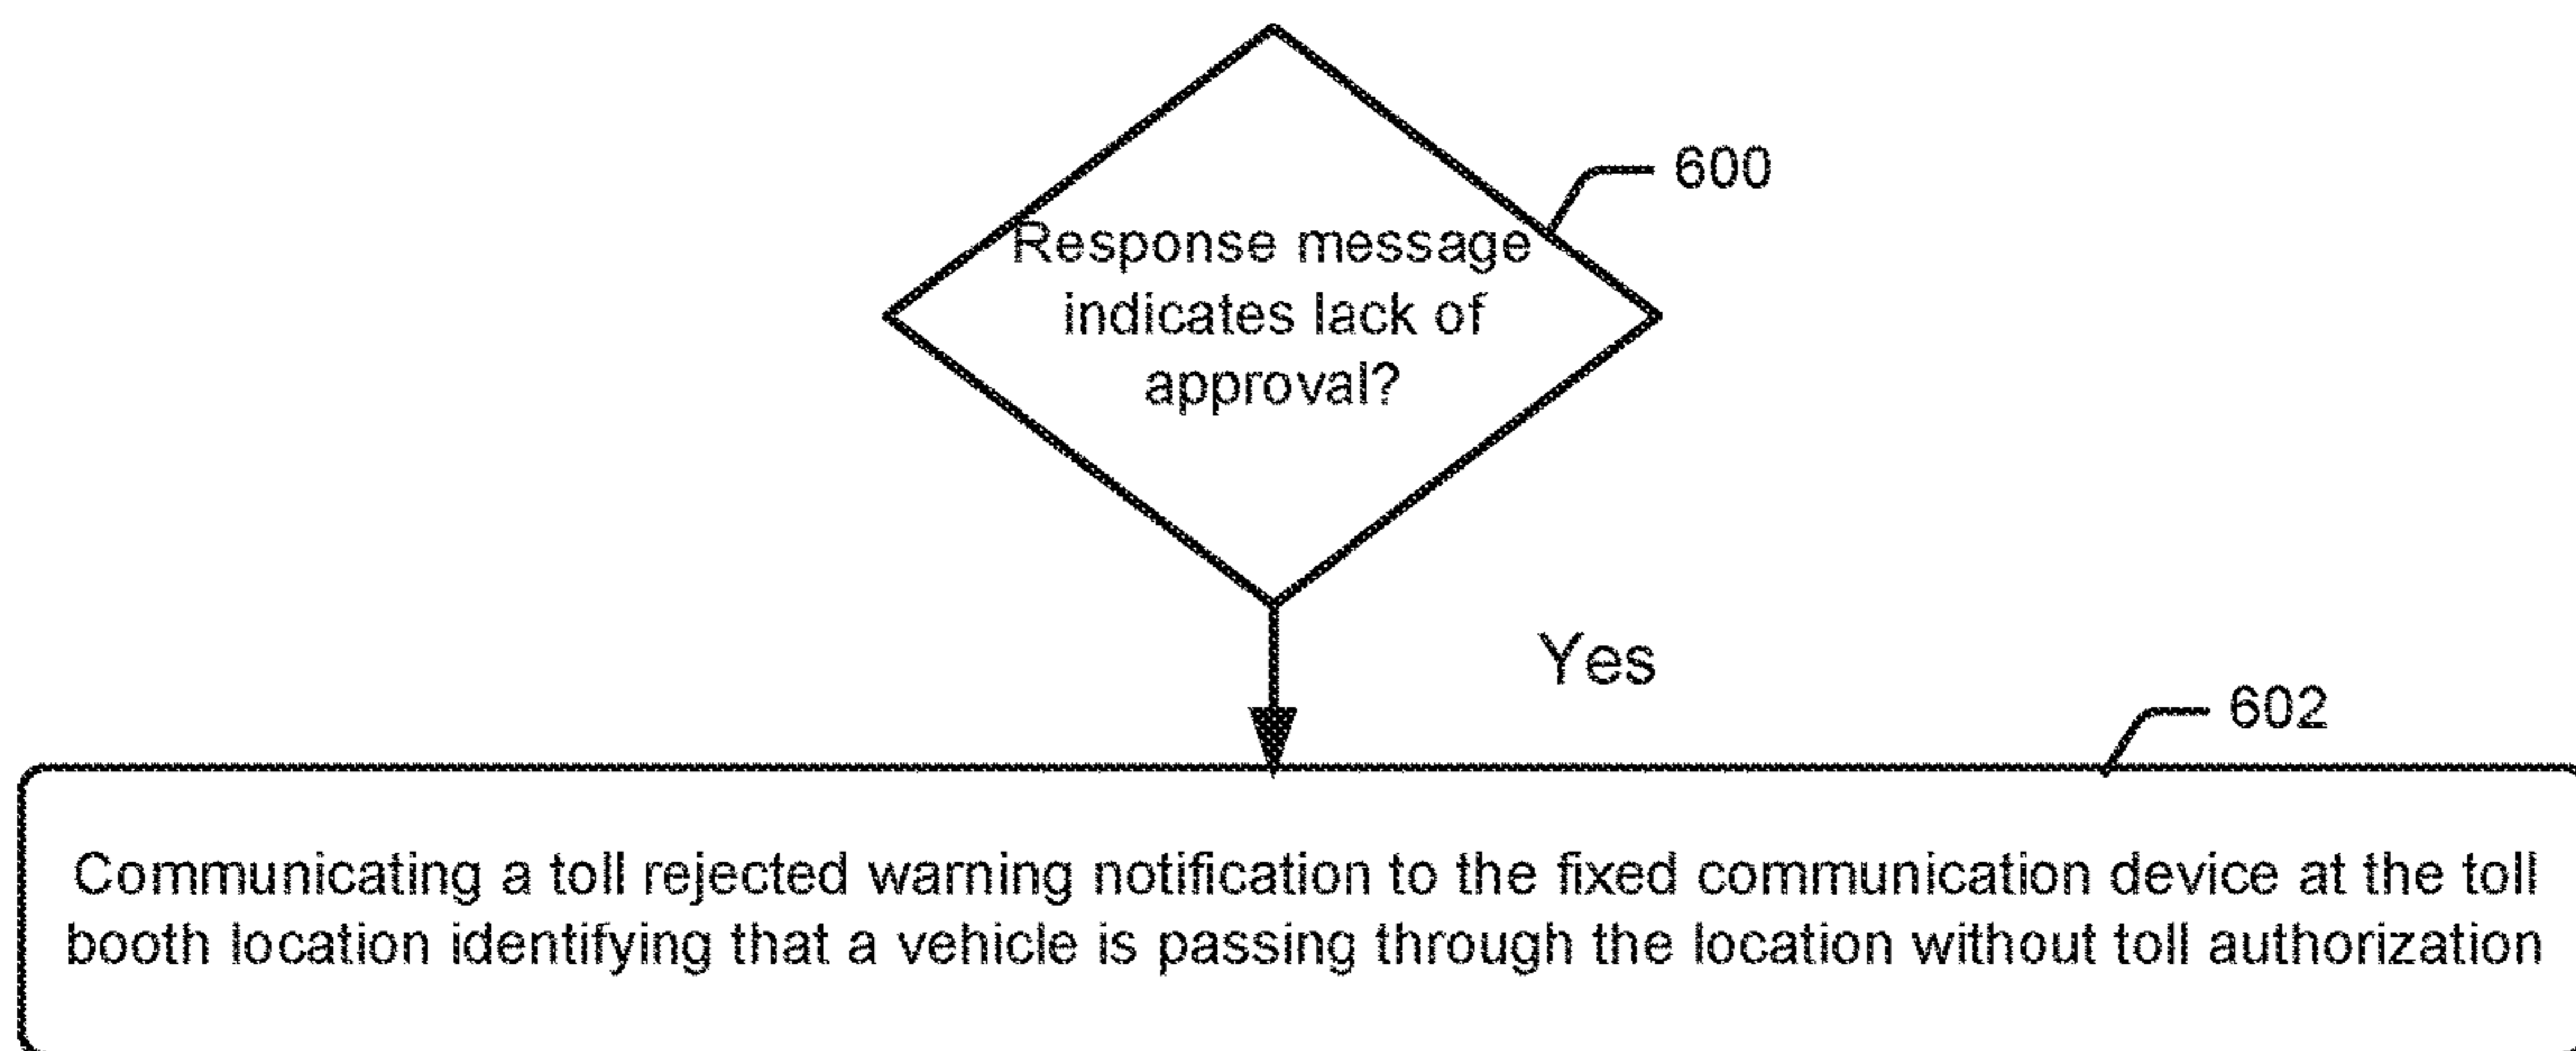 600
Response message
indicates lack of
approval?
Yes
602
Communicating a toll rejected warning notification to the fixed communication device at the toll
booth location identifying that a vehicle is passing through the location without toll authorization